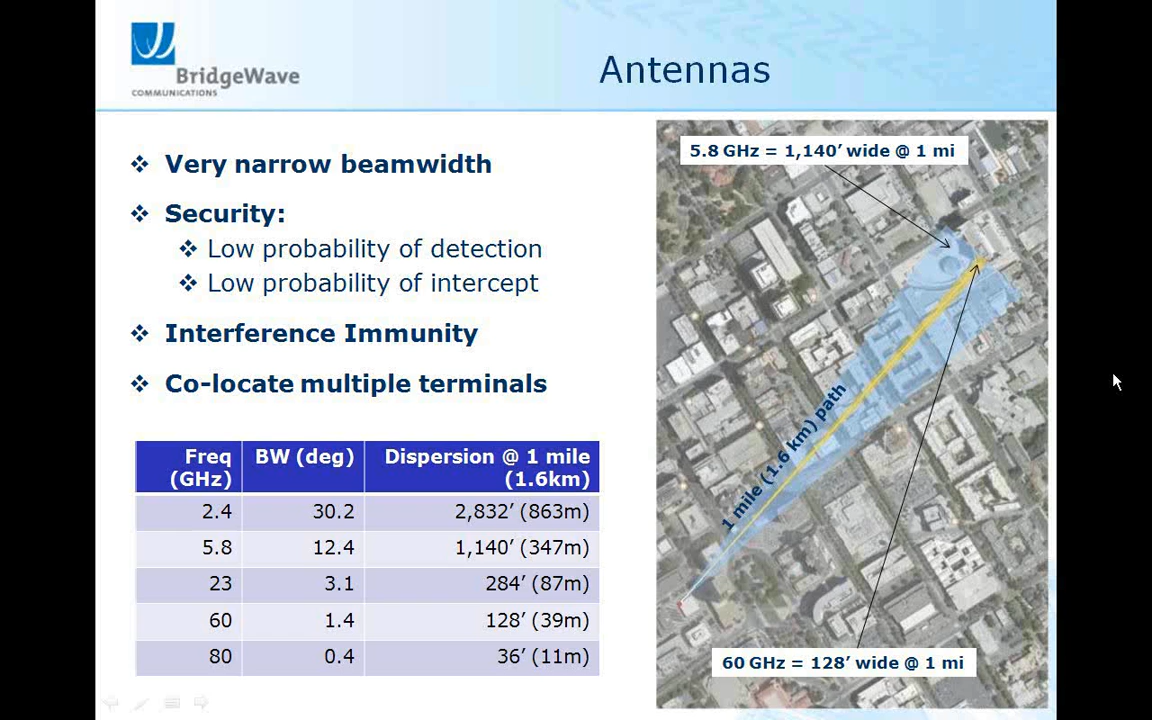 BridgeWave
COMMUNICATIONS
Antennas
Very narrow beamwidth
Security:
Low probability of detection
Low probability of intercept
Interference Immunity
Co-locate multiple terminals
Freq (GHz) BW (deg) Dispersion @ 1 mile (1.6km)
2.4 30.2 2,832’ (863m)
5.8 12.4 1,140’ (347m)
23 3.1 284’ (87m)
60 1.4 128’ (39m)
80 0.4 36’ (11m)
5.8 GHz = 1,140’ wide @ 1 mi
1 mile (1.6 km) path
60 GHz = 128’ wide @ 1 mi